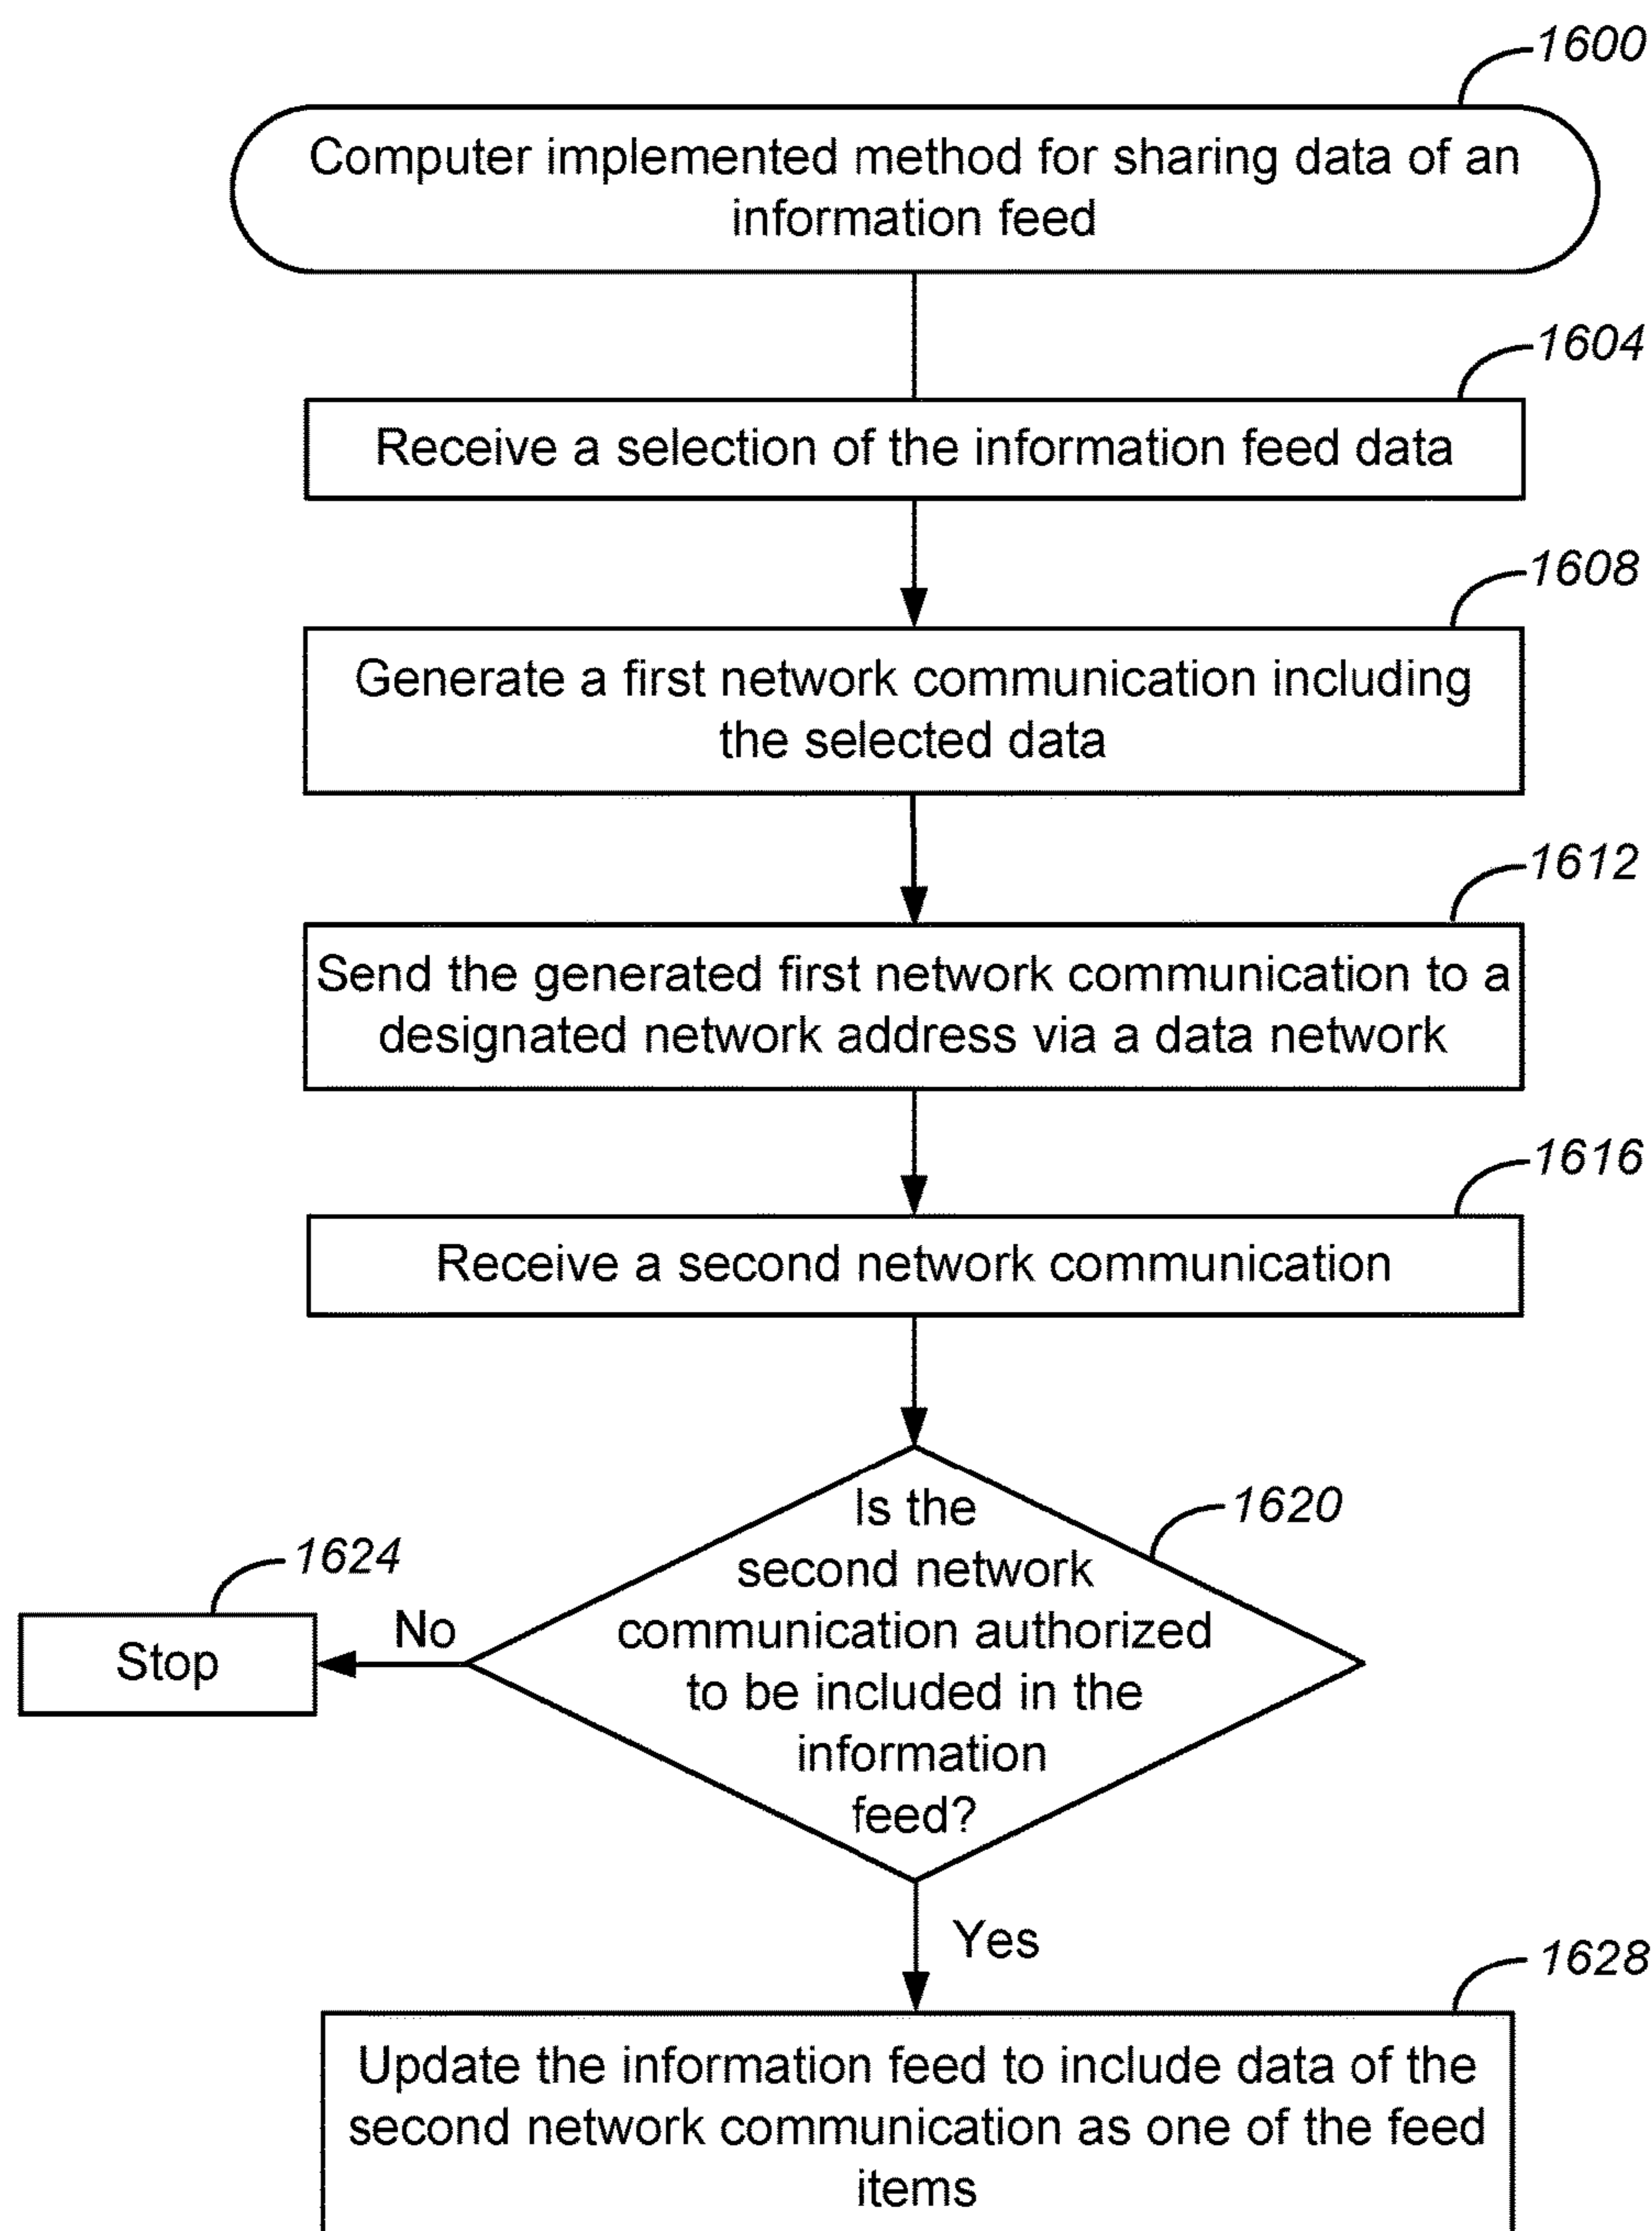 1600
Computer implemented method for sharing data of an
information feed
1604
Receive a selection of the information feed data
1608
Generate a first network communication including
the selected data
1612
Send the generated first network communication to a
designated network address via a data network
1616
Receive a second network communication
1620
Is the
second network
communication authorized
to be included in the
information
feed?
1624
No
Stop
Yes
1628
Update the information feed to include data of the
second network communication as one of the feed
items